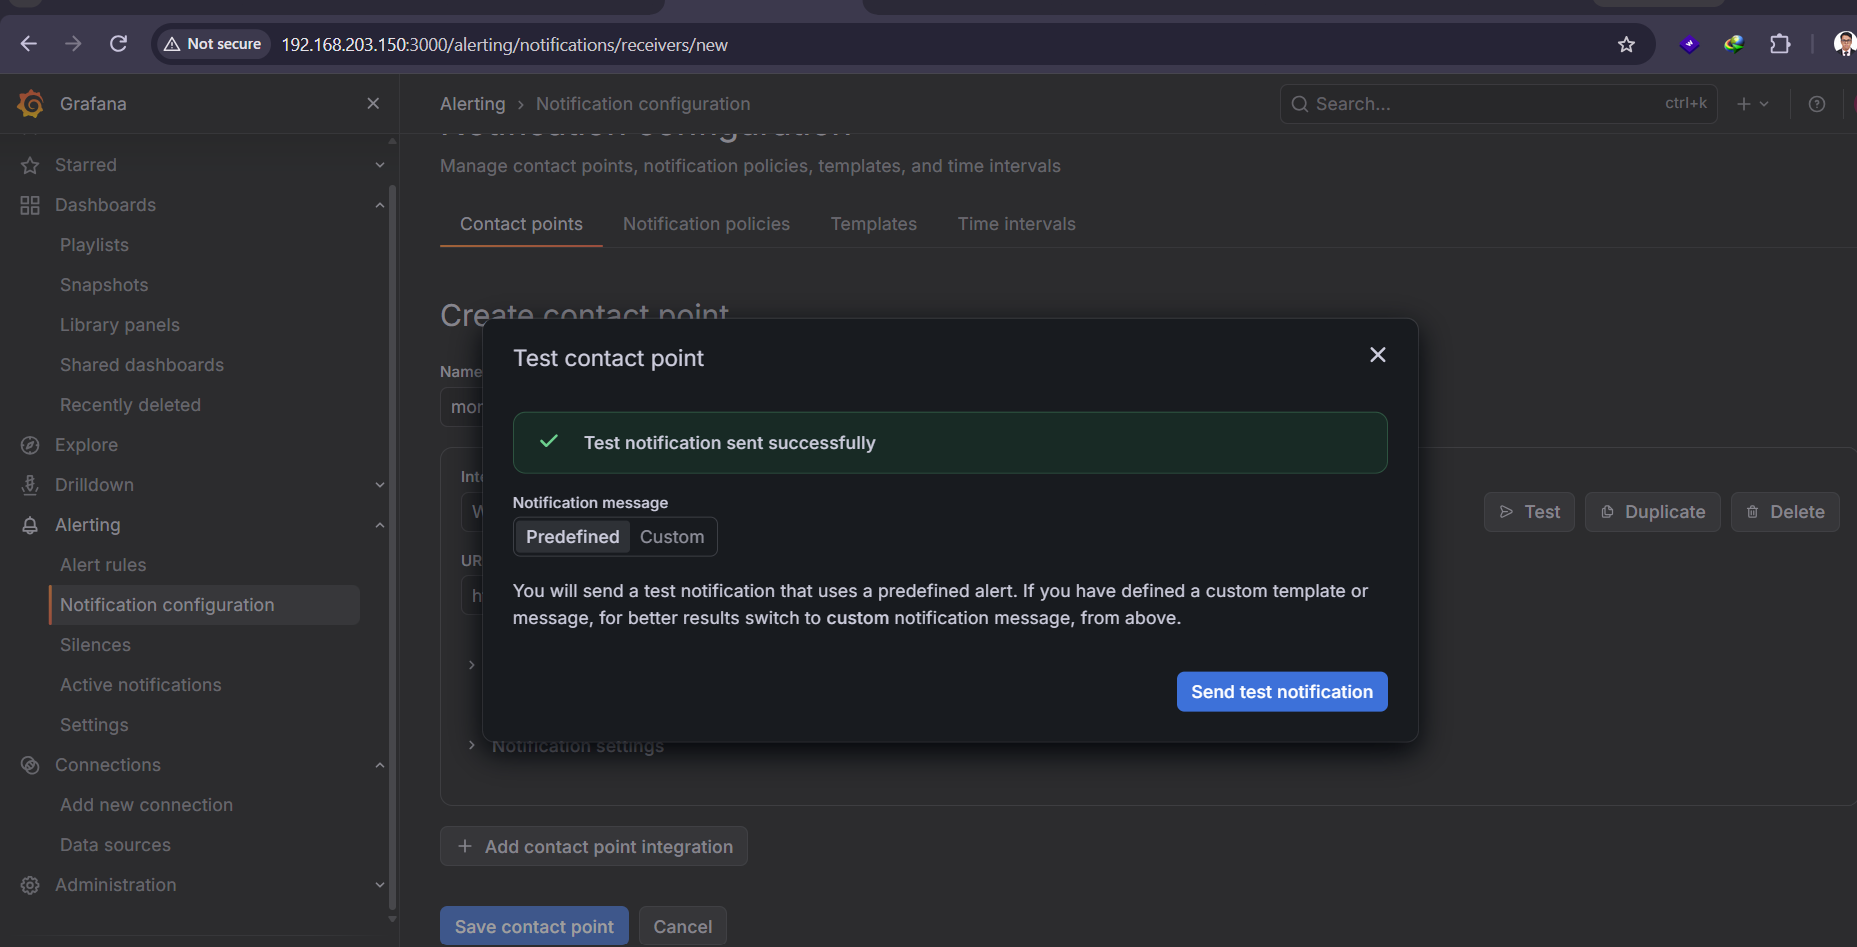 Not secure
192.168.203.150:3000/alerting/notifications/receivers/new
Grafana
Alerting › Notification configuration
Search...
ctrl+k
Starred
Dashboards
Playlists
Snapshots
Library panels
Shared dashboards
Recently deleted
Explore
Drilldown
Alerting
Alert rules
Notification configuration
Silences
Active notifications
Settings
Connections
Add new connection
Data sources
Administration
Notification configuration
Manage contact points, notification policies, templates, and time intervals
Contact points
Notification policies
Templates
Time intervals
Create contact point
Name
Test contact point
Test notification sent successfully
Notification message
Predefined
Custom
You will send a test notification that uses a predefined alert. If you have defined a custom template or
message, for better results switch to custom notification message, from above.
Send test notification
Test
Duplicate
Delete
Notification settings
Add contact point integration
Save contact point
Cancel